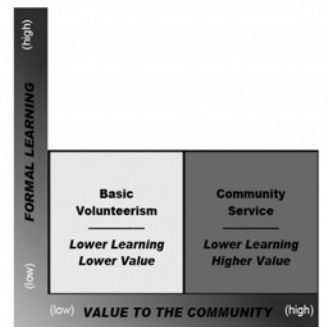 (high)
FORMAL LEARNING
(low)
Basic
Volunteerism
Lower Learning
Lower Value
Community
Service
Lower Learning
Higher Value
(low) VALUE TO THE COMMUNITY (high)